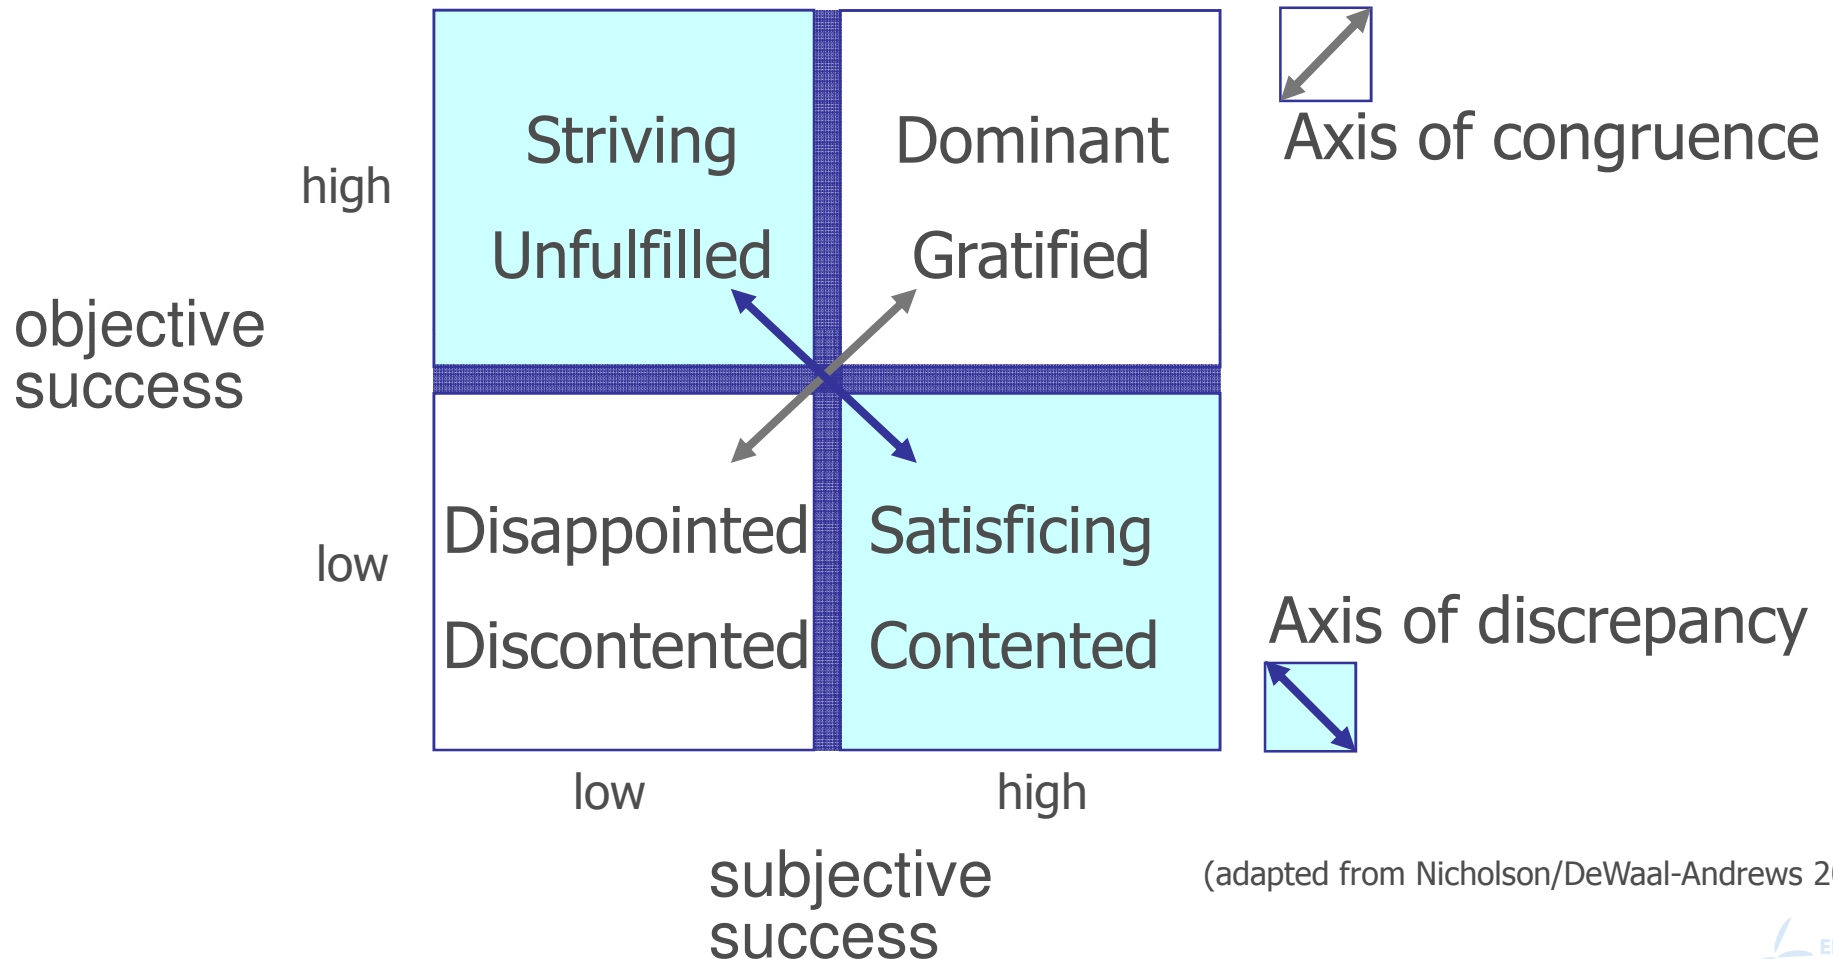 Striving
Unfulfilled
Dominant
Gratified
Axis of congruence
high
objective
success
low
Disappointed
Discontented
Satisficing
Contented
Axis of discrepancy
low
high
subjective
success
(adapted from Nicholson/DeWaal-Andrews